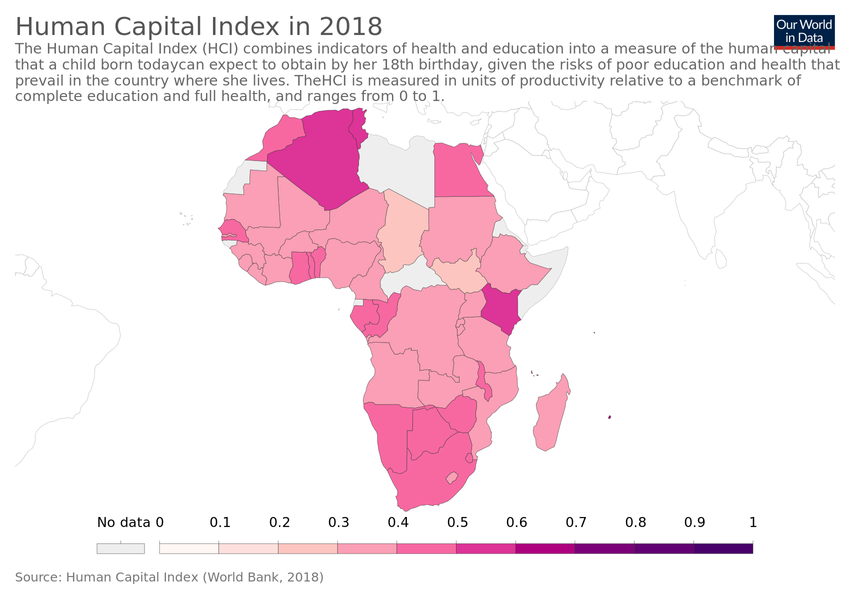 Human Capital Index in 2018
Our World
in Data
The Human Capital Index (HCI) combines indicators of health and education into a measure of the human capital
that a child born todaycan expect to obtain by her 18th birthday, given the risks of poor education and health that
prevail in the country where she lives. TheHCI is measured in units of productivity relative to a benchmark of
complete education and full health, and ranges from 0 to 1.
No data 0 0.1 0.2 0.3 0.4 0.5 0.6 0.7 0.8 0.9 1
Source: Human Capital Index (World Bank, 2018)